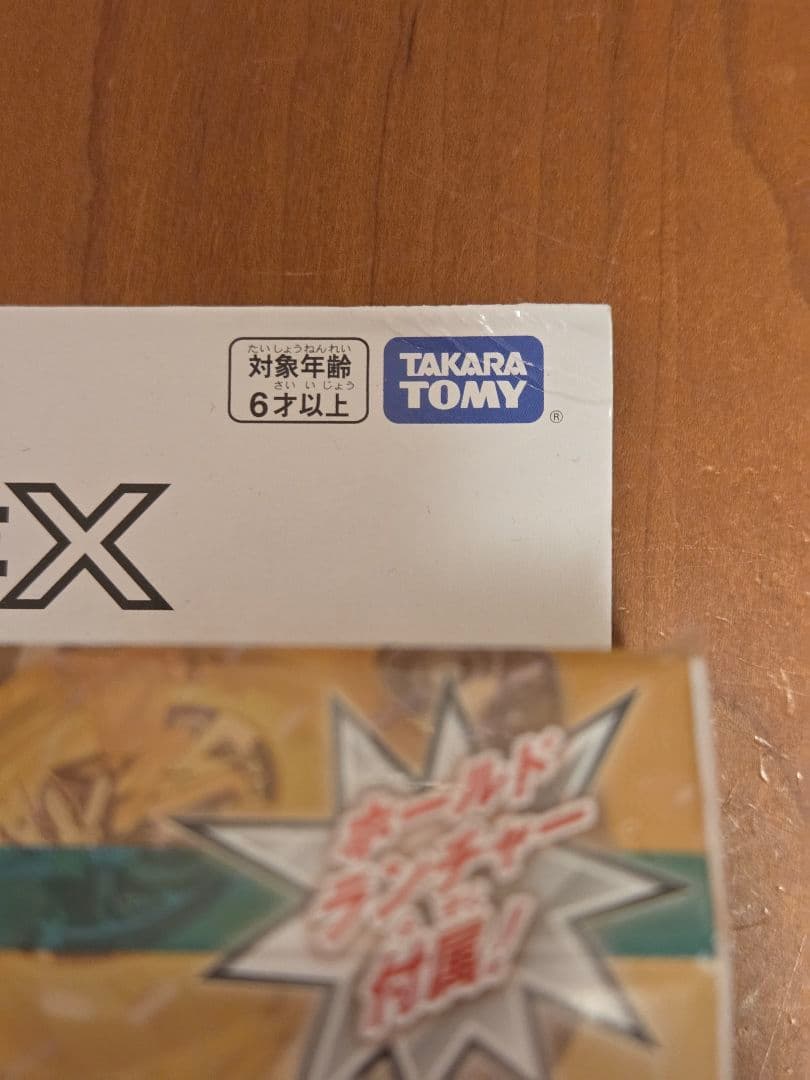 たいしょうねんれい
対象年齢
さい い じょう
6才以上
TAKARA
TOMY
®
X
ホールド
ランチャー
が
付属!